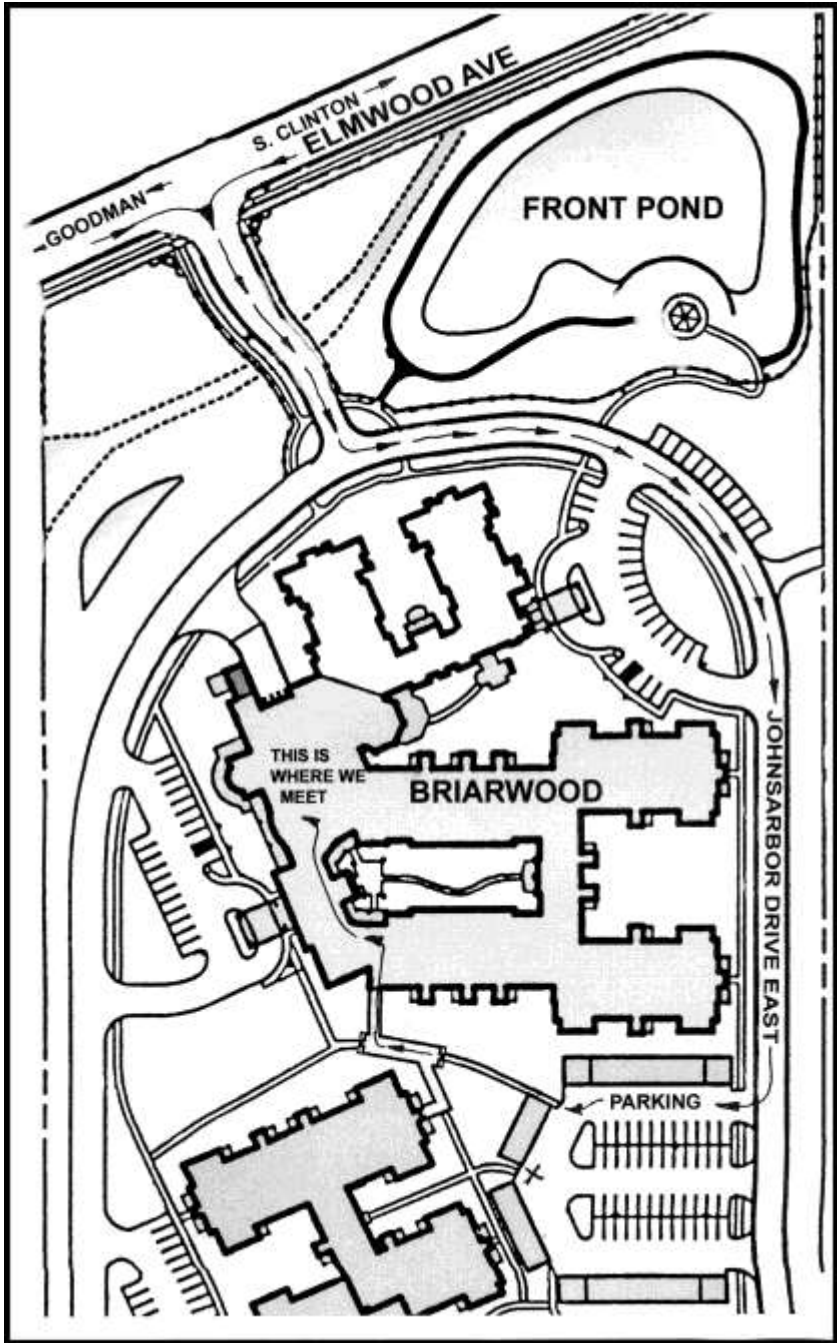 S. CLINTON
ELMWOOD AVE
GOODMAN
FRONT POND
THIS IS
WHERE WE
MEET
BRIARWOOD
JOHNSARBOR DRIVE EAST
PARKING